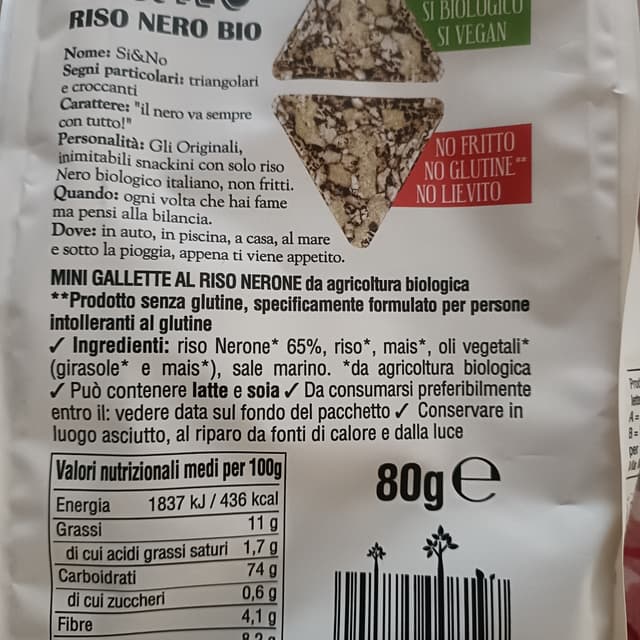 RISO NERO BIO
SI BIOLOGICO
SI VEGAN
Nome: Si&No
Segni particolari: triangolari
e croccanti
Carattere: "il nero va sempre
con tutto!"
Personalità: Gli Originali,
inimitabili snackini con solo riso
Nero biologico italiano, non fritti.
Quando: ogni volta che hai fame
ma pensi alla bilancia.
Dove: in auto, in piscina, a casa, al mare
e sotto la pioggia, appena ti viene appetito.
NO FRITTO
NO GLUTINE**
NO LIEVITO
MINI GALLETTE AL RISO NERONE da agricoltura biologica
**Prodotto senza glutine, specificamente formulato per persone
intolleranti al glutine
✓ Ingredienti: riso Nerone* 65%, riso*, mais*, oli vegetali*
(girasole* e mais*), sale marino. *da agricoltura biologica
✓ Può contenere latte e soia ✓ Da consumarsi preferibilmente
entro il: vedere data sul fondo del pacchetto ✓ Conservare in
luogo asciutto, al riparo da fonti di calore e dalla luce
Valori nutrizionali medi per 100g
Energia 1837 kJ / 436 kcal
Grassi 11 g
di cui acidi grassi saturi 1,7 g
Carboidrati 74 g
di cui zuccheri 0,6 g
Fibre 4,1 g
80g e